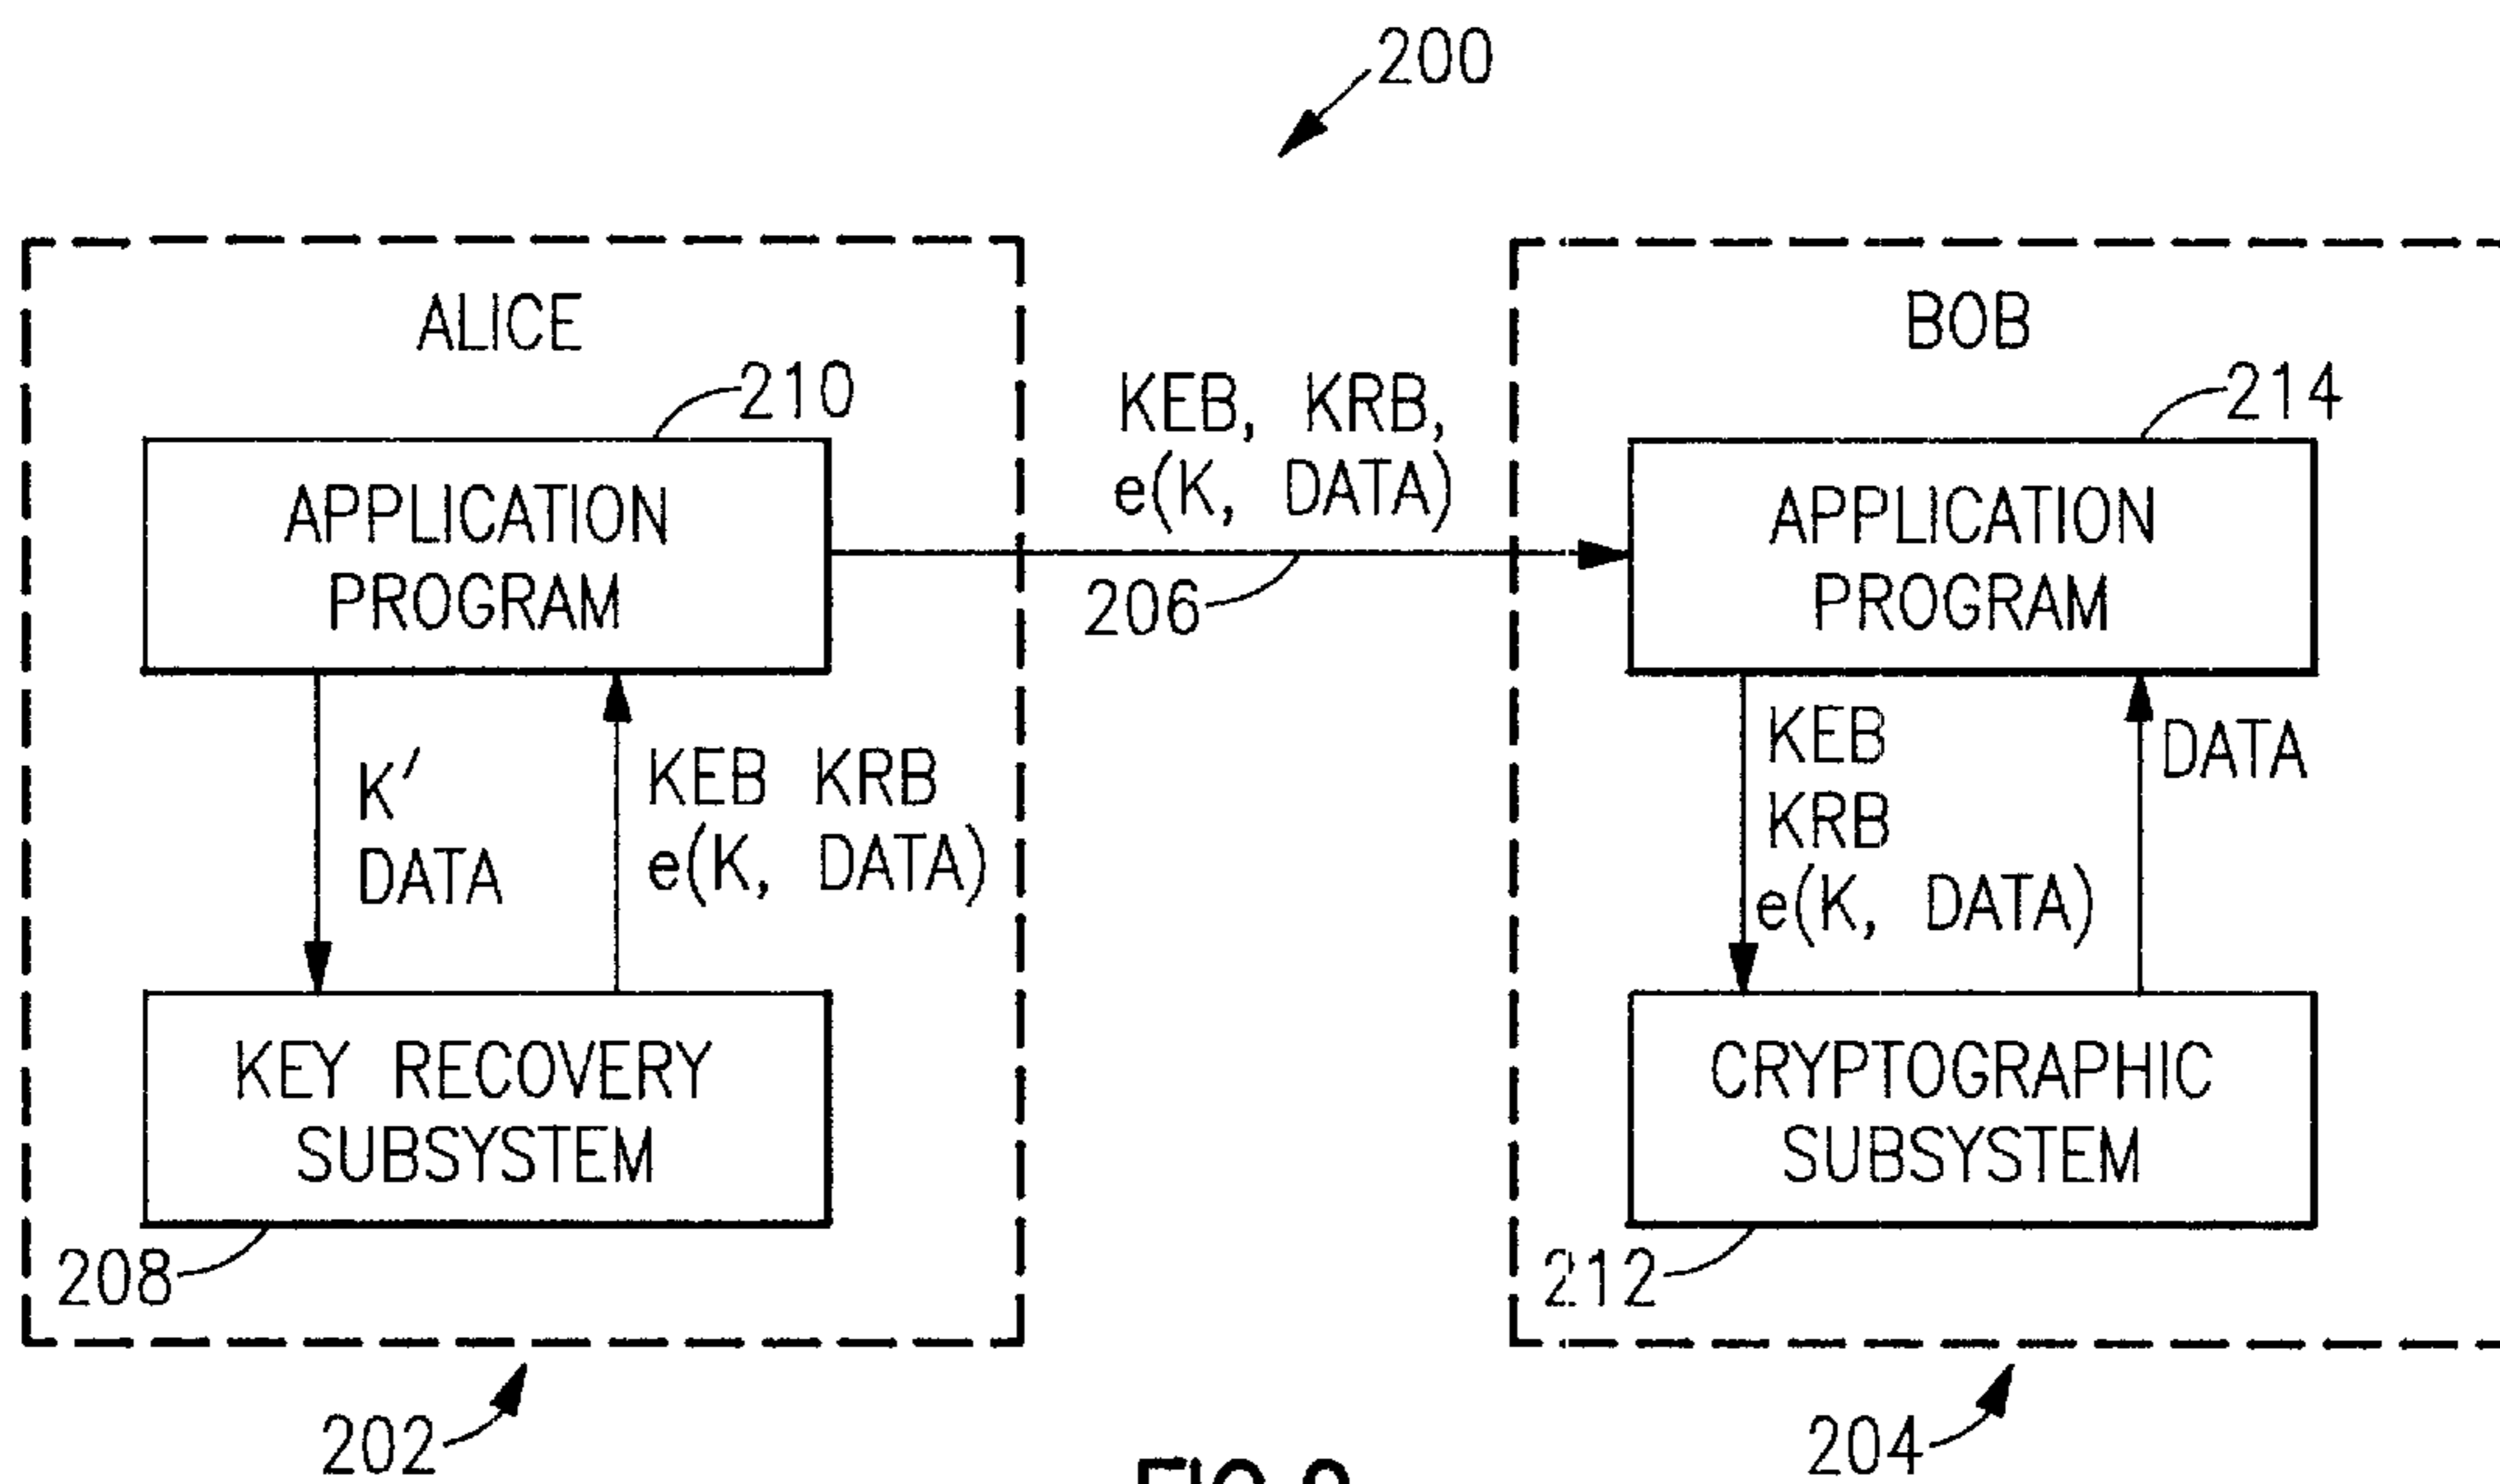 200
ALICE
BOB
210
214
KEB, KRB,
e(K, DATA)
APPLICATION
PROGRAM
APPLICATION
PROGRAM
206
K'
DATA
KEB KRB
e(K, DATA)
KEB
KRB
e(K, DATA)
DATA
KEY RECOVERY
SUBSYSTEM
CRYPTOGRAPHIC
SUBSYSTEM
208
212
202
204